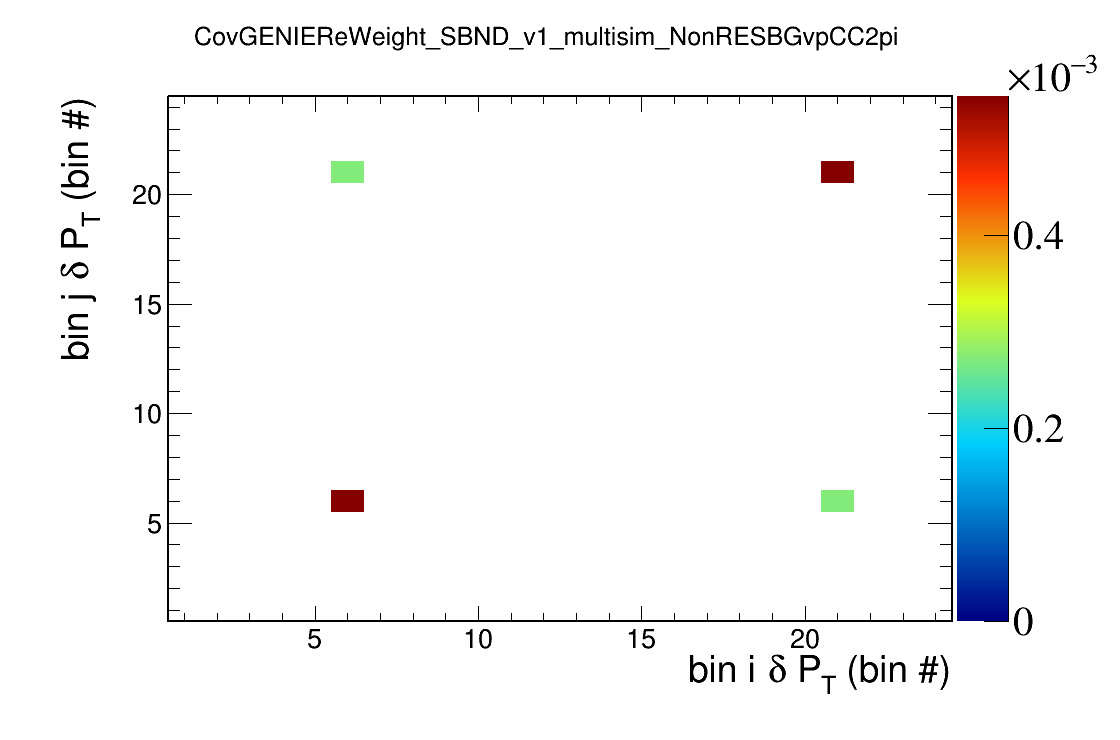 CovGENIEReWeight_SBND_v1_multisim_NonRESBGvpCC2pi
×10⁻³
bin j δ P_T (bin #)
20
15
10
5
0.4
0.2
0
5 10 15 20
bin i δ P_T (bin #)